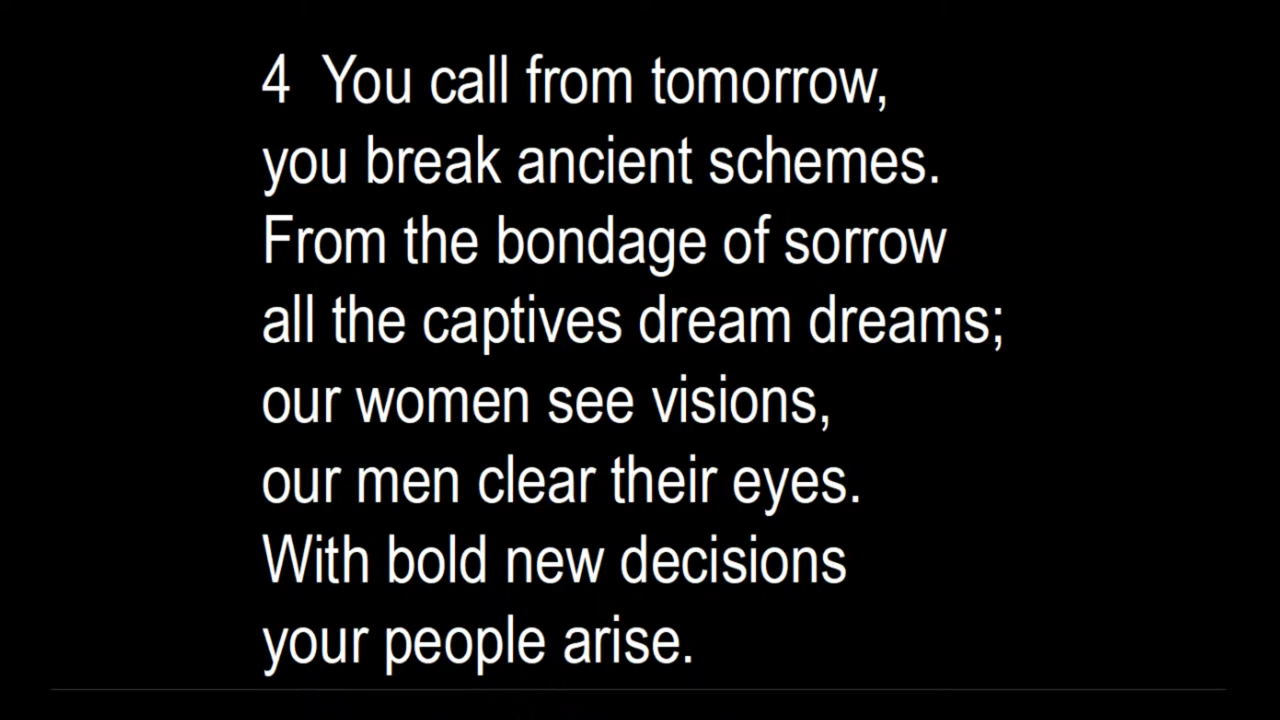 4 You call from tomorrow,
you break ancient schemes.
From the bondage of sorrow
all the captives dream dreams;
our women see visions,
our men clear their eyes.
With bold new decisions
your people arise.